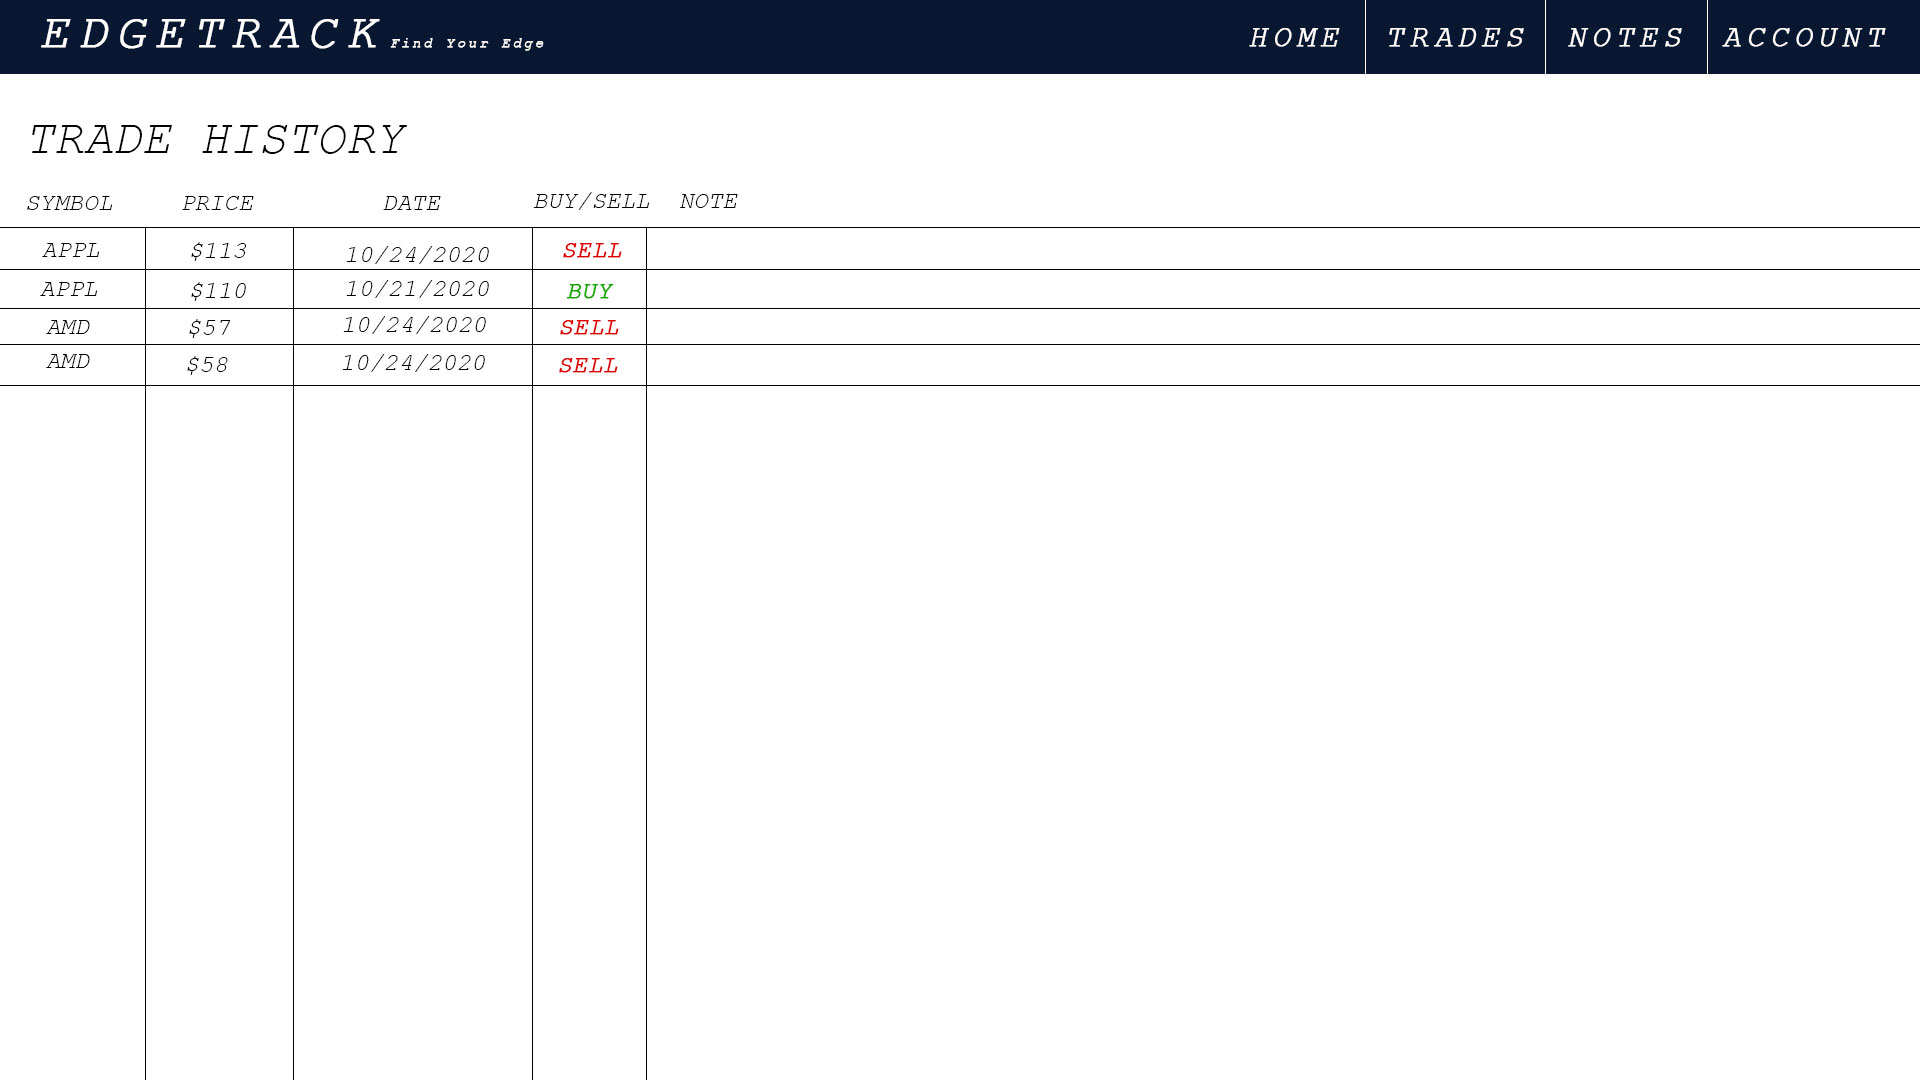 EDGETRACK Find Your Edge HOME TRADES NOTES ACCOUNT
TRADE HISTORY
SYMBOL PRICE DATE BUY/SELL NOTE
APPL $113 10/24/2020 SELL
APPL $110 10/21/2020 BUY
AMD $57 10/24/2020 SELL
AMD $58 10/24/2020 SELL